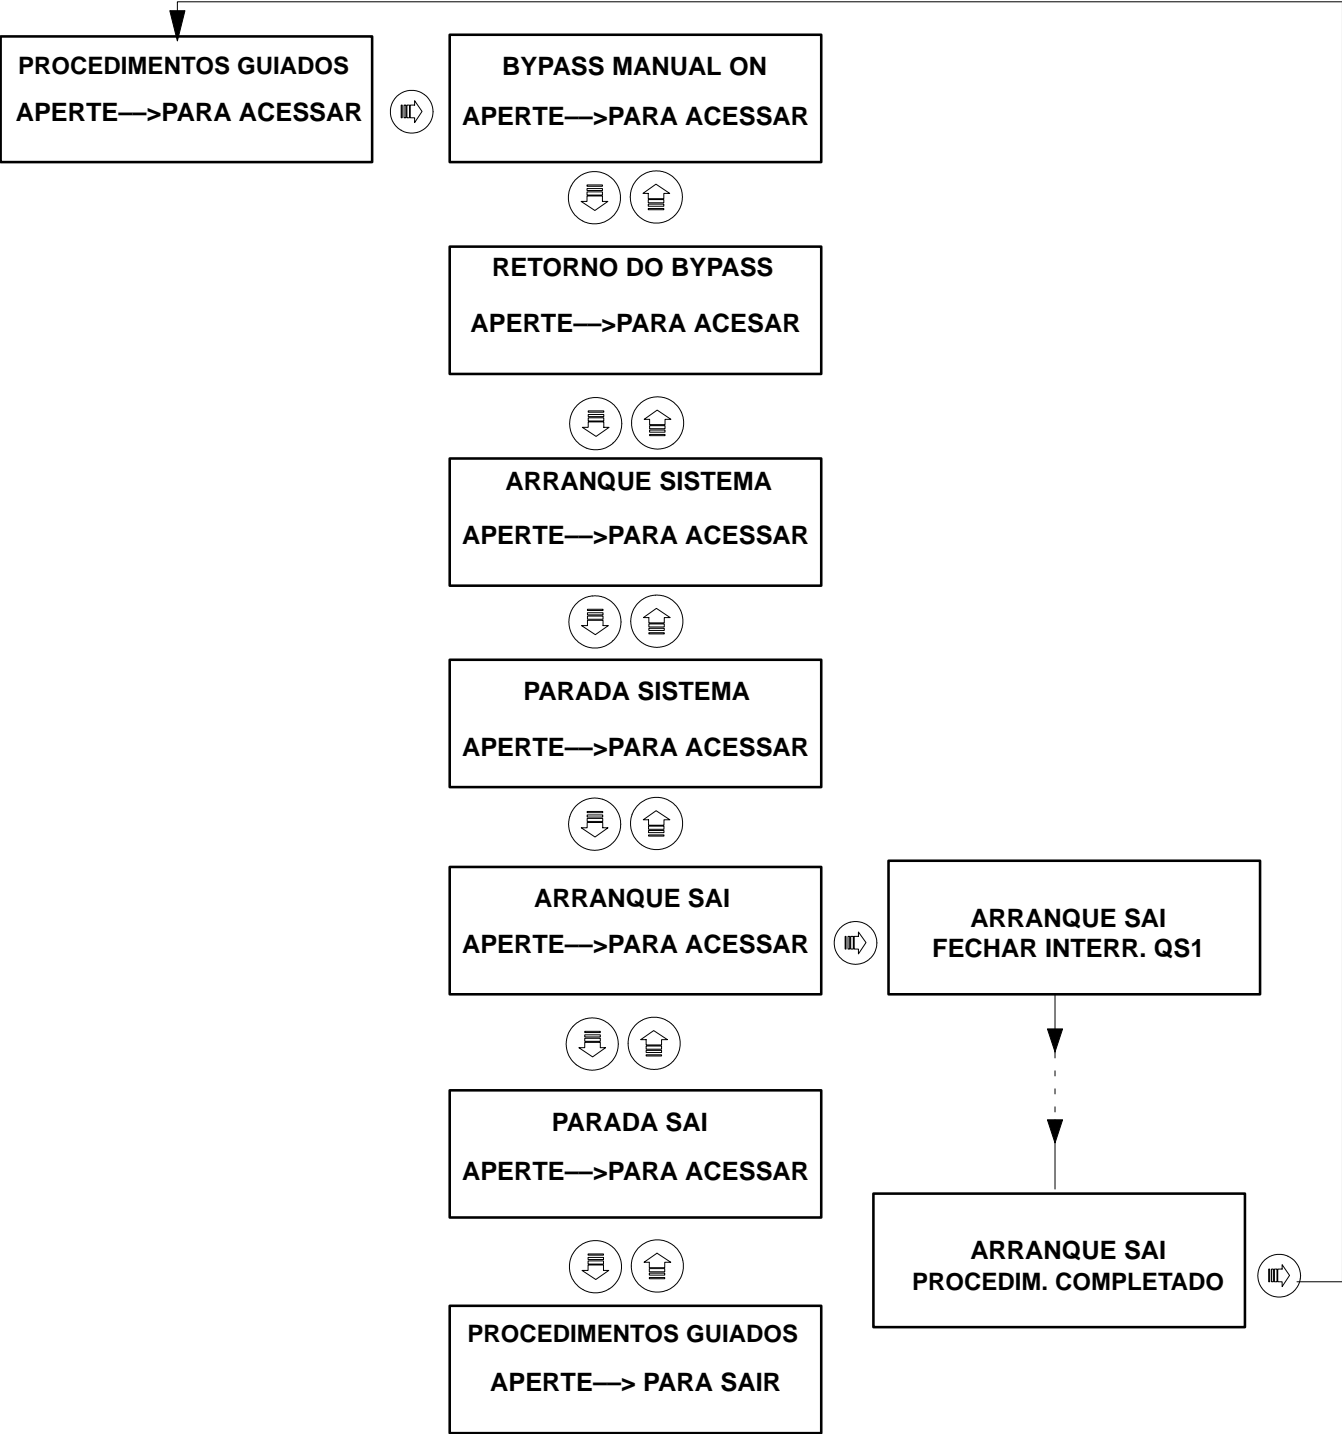 PROCEDIMENTOS GUIADOS
APERTE—>PARA ACESSAR
BYPASS MANUAL ON
APERTE—>PARA ACESSAR
RETORNO DO BYPASS
APERTE—>PARA ACESAR
ARRANQUE SISTEMA
APERTE—>PARA ACESSAR
PARADA SISTEMA
APERTE—>PARA ACESSAR
ARRANQUE SAI
APERTE—>PARA ACESSAR
ARRANQUE SAI
FECHAR INTERR. QS1
PARADA SAI
APERTE—>PARA ACESSAR
ARRANQUE SAI
PROCEDIM. COMPLETADO
PROCEDIMENTOS GUIADOS
APERTE—> PARA SAIR